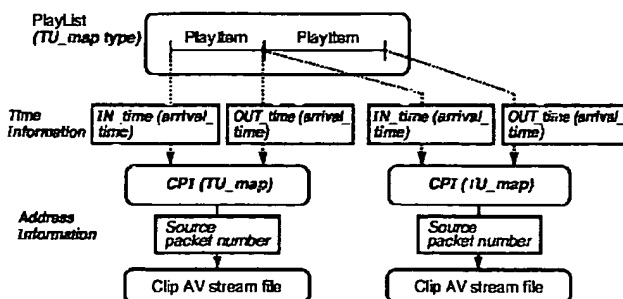 PlayList
(TU_map type)
PlayItem PlayItem
Time
Information
IN_time (arrival_
time)
OUT_time (arrival_
time)
IN_time (arrival_
time)
OUT_time (arrival_
time)
CPI (TU_map)
CPI (TU_map)
Address
Information
Source
packet number
Source
packet number
Clip AV stream file
Clip AV stream file